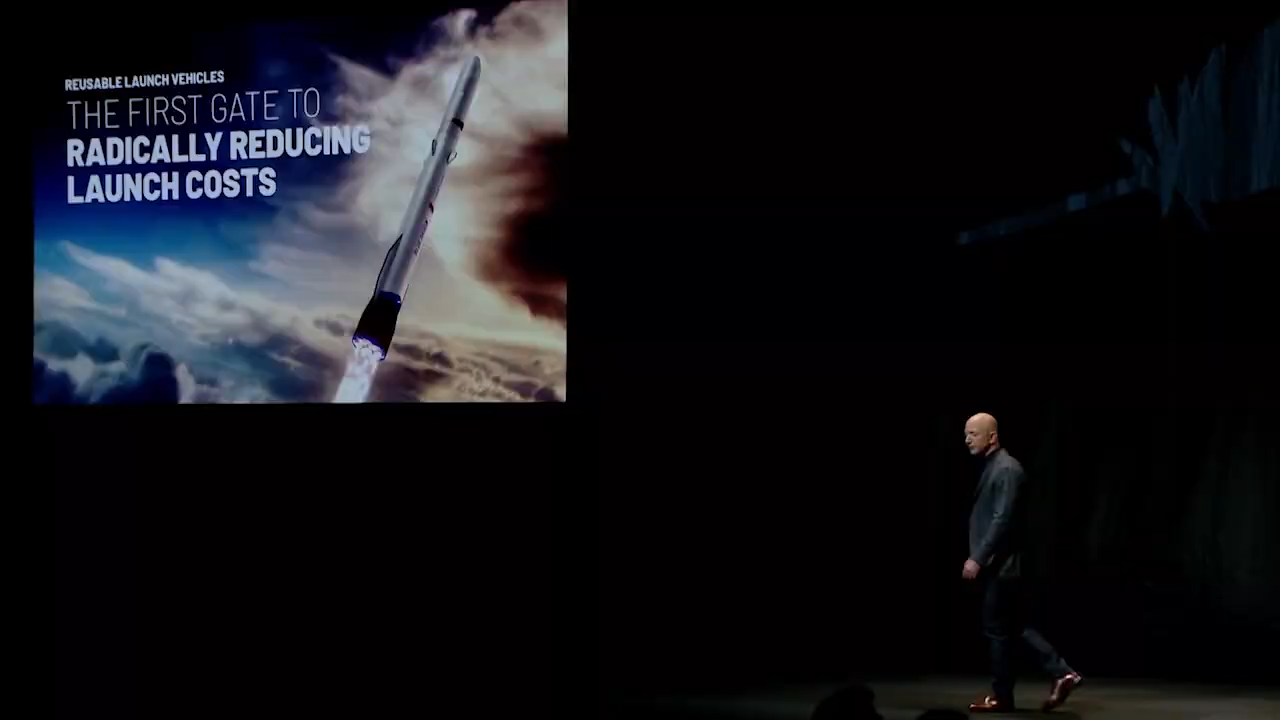 REUSABLE LAUNCH VEHICLES
THE FIRST GATE TO
RADICALLY REDUCING
LAUNCH COSTS